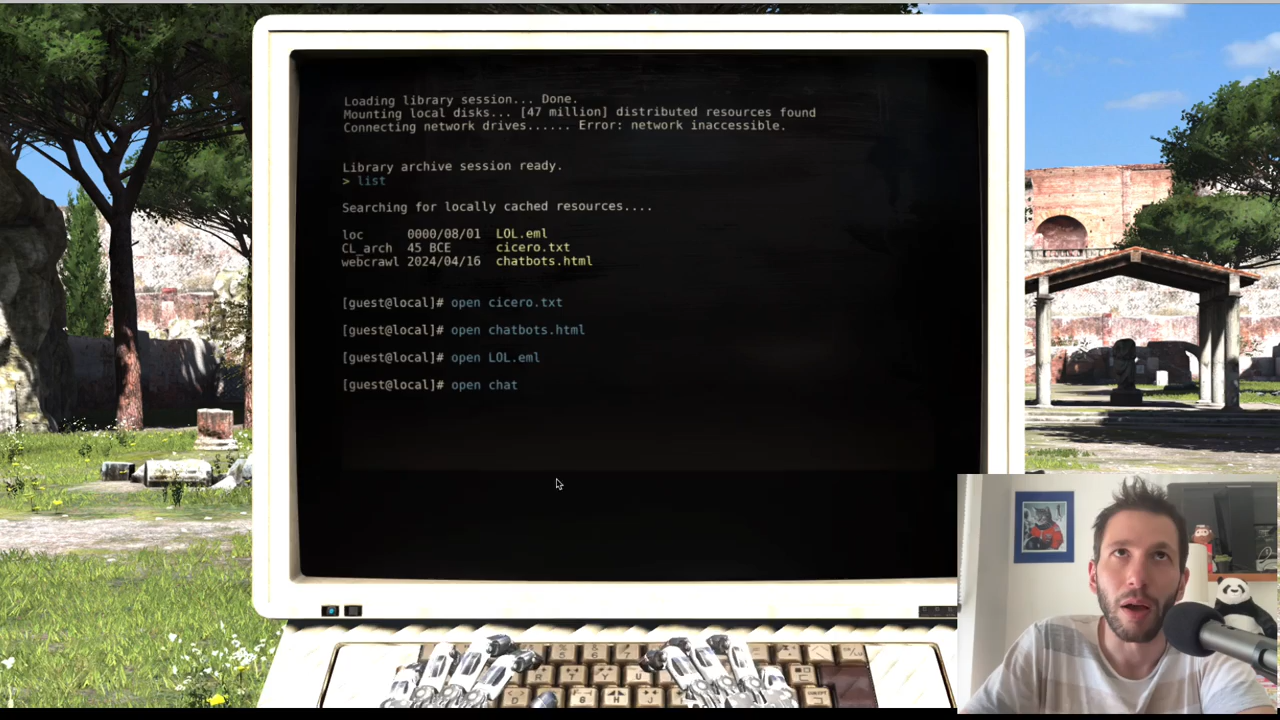 Loading library session... Done.
Mounting local disks... [47 million] distributed resources found
Connecting network drives...... Error: network inaccessible.
Library archive session ready.
> list
Searching for locally cached resources....
loc 0000/08/01 LOL.eml
CL_arch 45 BCE cicero.txt
webcrawl 2024/04/16 chatbots.html
[guest@local]# open cicero.txt
[guest@local]# open chatbots.html
[guest@local]# open LOL.eml
[guest@local]# open chat